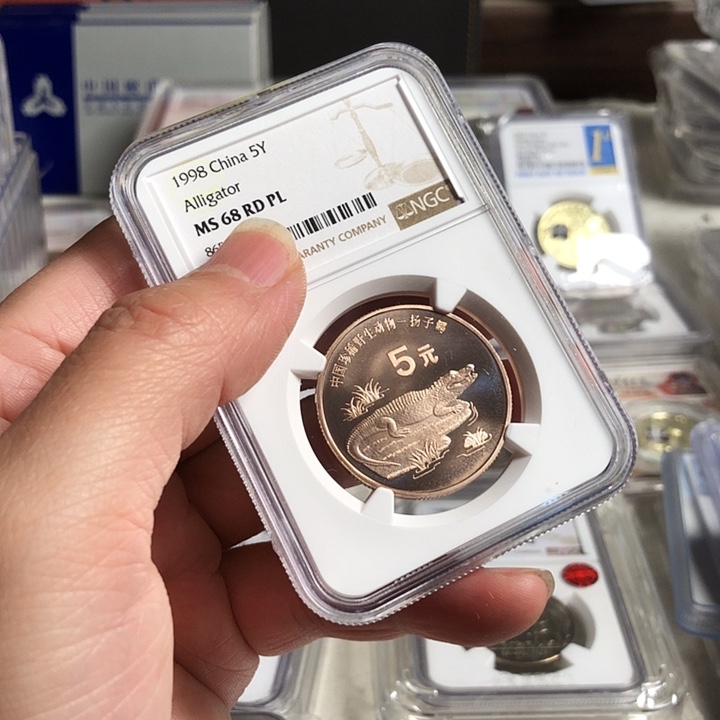 1998 China 5Y
Alligator
MS 68 RD PL
NGC
ARANTY COMPANY
中国珍稀野生动物—扬子鳄
5元